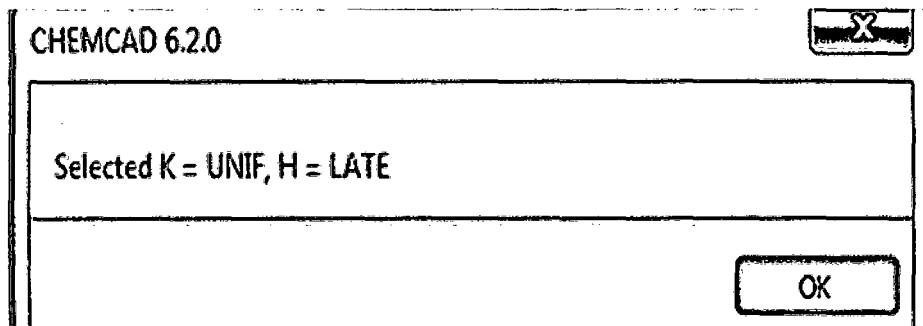 CHEMCAD 6.2.0
Selected K = UNIF, H = LATE
OK